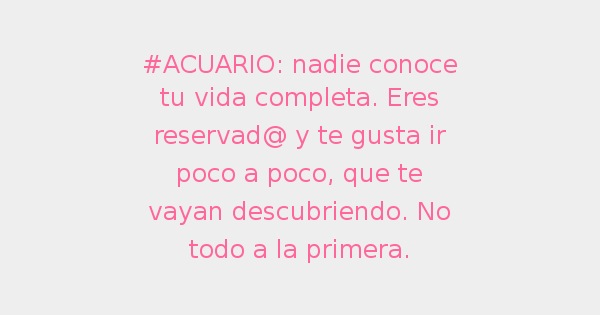 #ACUARIO: nadie conoce
tu vida completa. Eres
reservad@ y te gusta ir
poco a poco, que te
vayan descubriendo. No
todo a la primera.